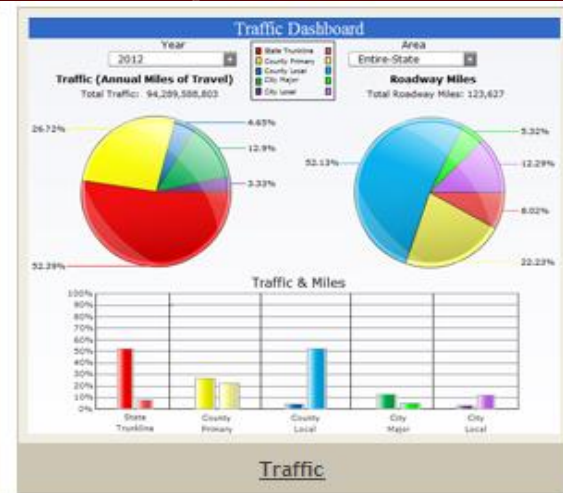 Traffic Dashboard
Year
2012
State Trunkline
County Primary
County Local
City Major
City Local
Area
Entire-State
Traffic (Annual Miles of Travel)
Total Traffic: 94,289,588,803
Roadway Miles
Total Roadway Miles: 123,627
26.72%
4.65%
12.9%
3.33%
52.39%
52.13%
5.32%
12.29%
8.02%
22.23%
Traffic & Miles
100%
90%
80%
70%
60%
50%
40%
30%
20%
10%
0%
State Trunkline
County Primary
County Local
City Major
City Local
Traffic